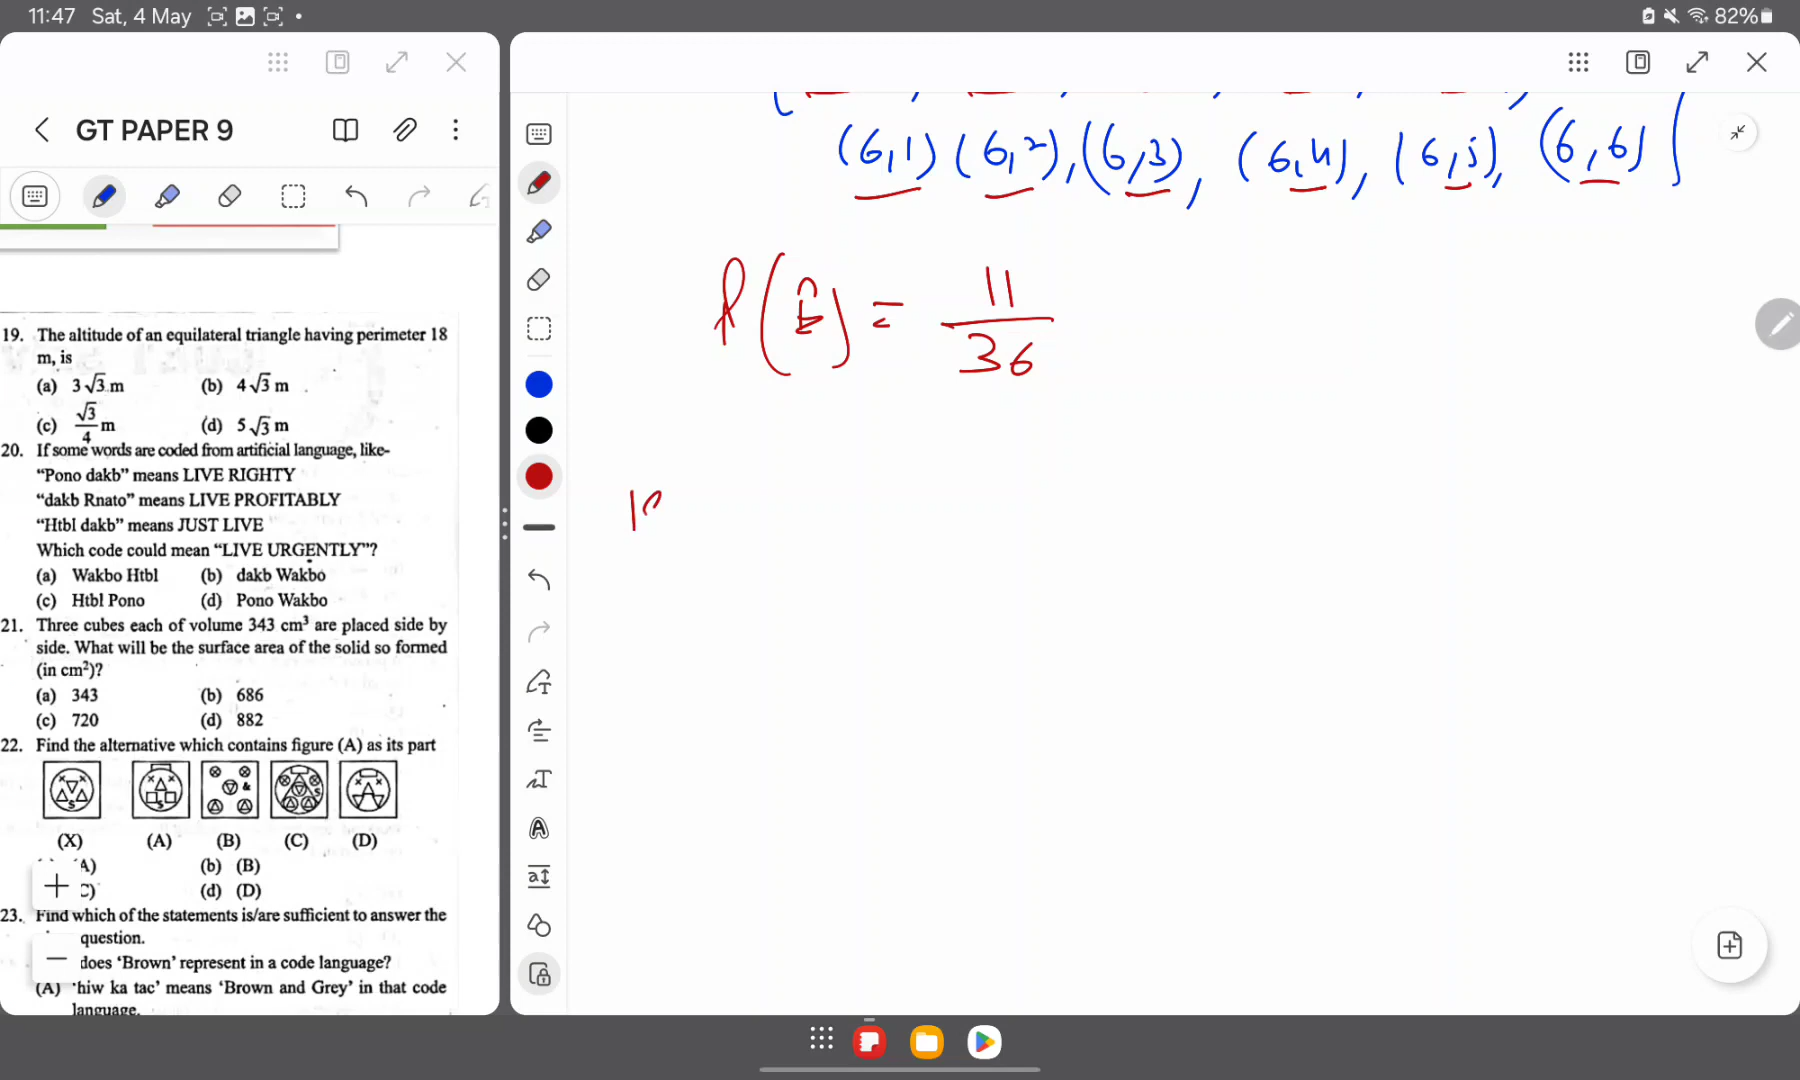 11:47 Sat, 4 May
82%
GT PAPER 9
19. The altitude of an equilateral triangle having perimeter 18
m, is
(a) 3√3 m (b) 4√3 m
(c) √3/4 m (d) 5√3 m
20. If some words are coded from artificial language, like-
“Pono dakb” means LIVE RIGHTY
“dakb Rnato” means LIVE PROFITABLY
“Htbl dakb” means JUST LIVE
Which code could mean “LIVE URGENTLY”?
(a) Wakbo Htbl (b) dakb Wakbo
(c) Htbl Pono (d) Pono Wakbo
21. Three cubes each of volume 343 cm³ are placed side by
side. What will be the surface area of the solid so formed
(in cm²)?
(a) 343 (b) 686
(c) 720 (d) 882
22. Find the alternative which contains figure (A) as its part
(X) (A) (B) (C) (D)
A) (b) (B)
C) (d) (D)
23. Find which of the statements is/are sufficient to answer the
question.
does ‘Brown’ represent in a code language?
(A) ‘hiw ka tac’ means ‘Brown and Grey’ in that code
language.
(6,1) (6,2), (6,3), (6,4), (6,5), (6,6)
P(E) = 11/36